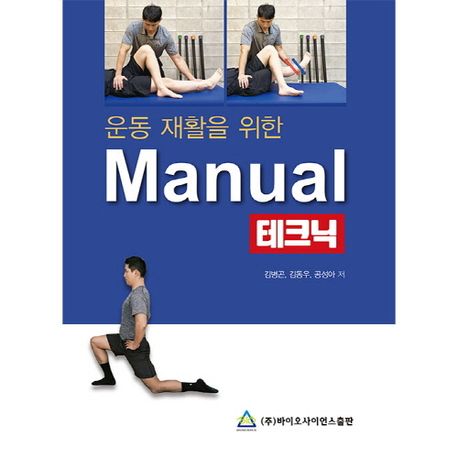 운동 재활을 위한
Manual
테크닉
김병곤, 김동우, 공성아 저
(주)바이오사이언스출판